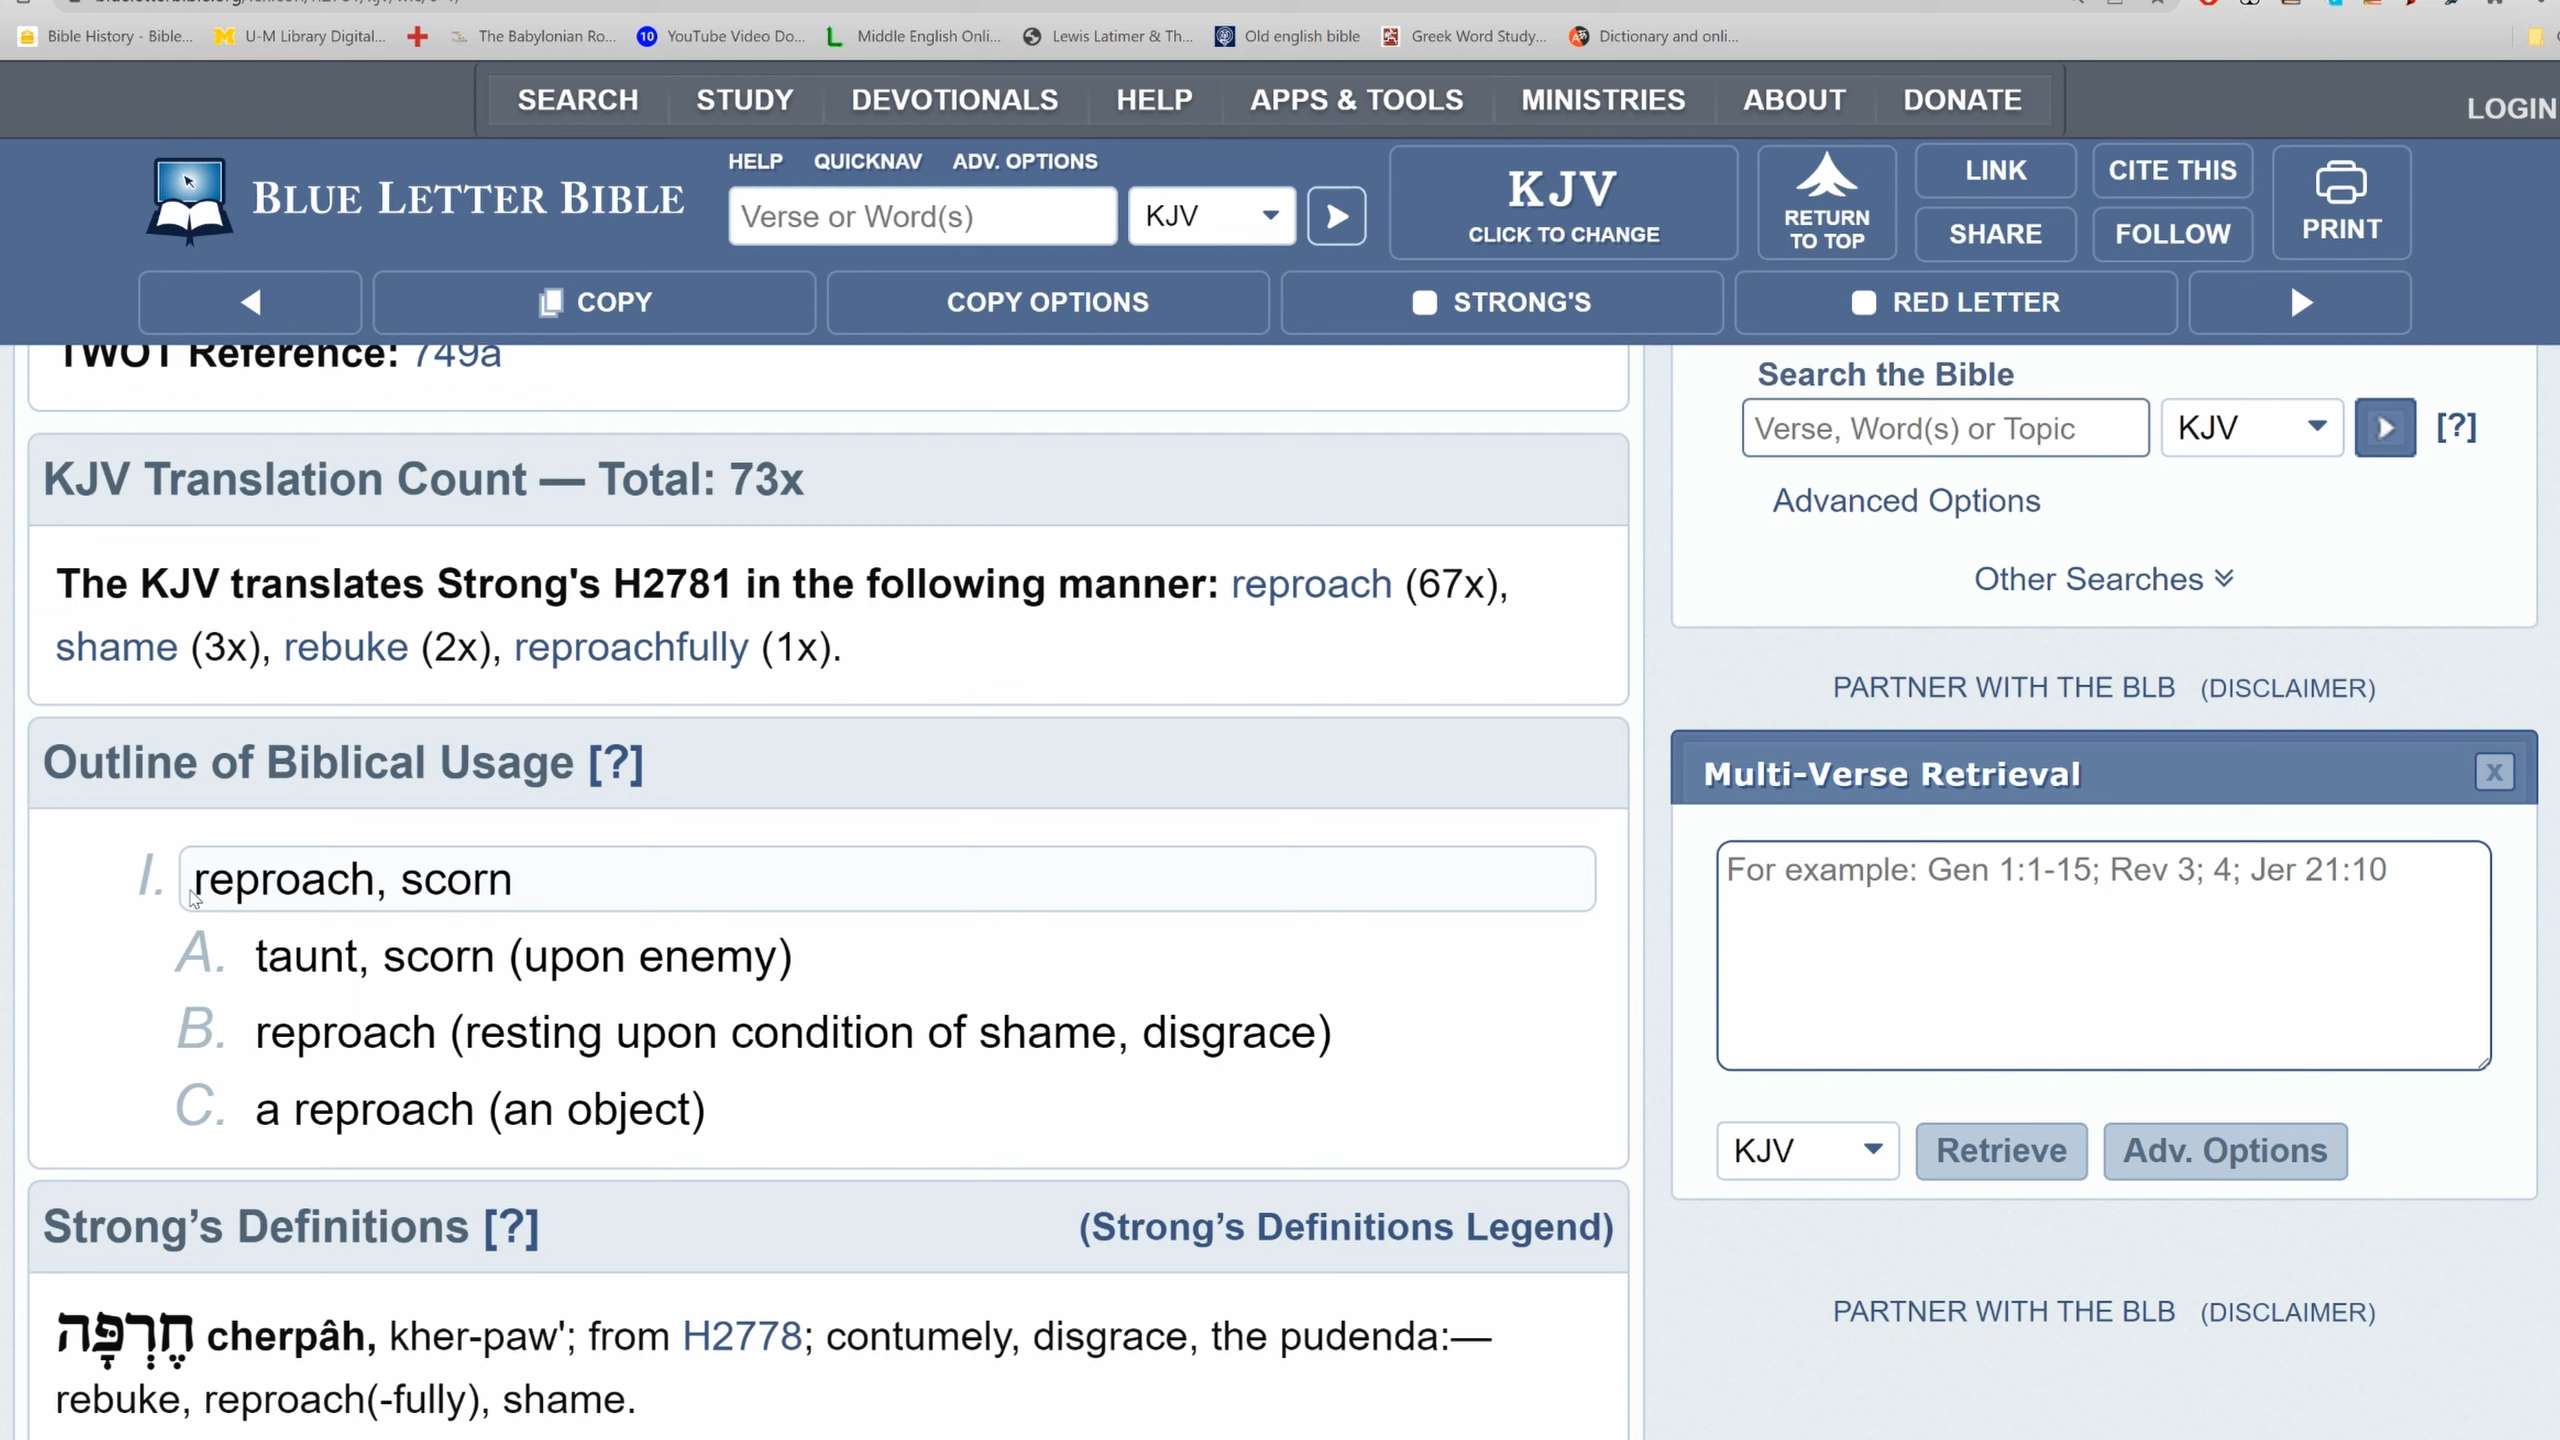 Bible History - Bible... U-M Library Digital... The Babylonian Ro... YouTube Video Do... Middle English Onli... Lewis Latimer & Th... Old english bible Greek Word Study... Dictionary and onli...
SEARCH STUDY DEVOTIONALS HELP APPS & TOOLS MINISTRIES ABOUT DONATE LOGIN
HELP QUICKNAV ADV. OPTIONS
BLUE LETTER BIBLE
Verse or Word(s) KJV
KJV
CLICK TO CHANGE
RETURN
TO TOP
LINK CITE THIS
SHARE FOLLOW
PRINT
COPY COPY OPTIONS STRONG'S RED LETTER
TWOT Reference: 749a
KJV Translation Count — Total: 73x
The KJV translates Strong's H2781 in the following manner: reproach (67x),
shame (3x), rebuke (2x), reproachfully (1x).
Outline of Biblical Usage [?]
I. reproach, scorn
A. taunt, scorn (upon enemy)
B. reproach (resting upon condition of shame, disgrace)
C. a reproach (an object)
Strong’s Definitions [?] (Strong’s Definitions Legend)
חֶרְפָּה cherpâh, kher-paw'; from H2778; contumely, disgrace, the pudenda:—
rebuke, reproach(-fully), shame.
Search the Bible
Verse, Word(s) or Topic KJV [?]
Advanced Options
Other Searches
PARTNER WITH THE BLB (DISCLAIMER)
Multi-Verse Retrieval x
For example: Gen 1:1-15; Rev 3; 4; Jer 21:10
KJV Retrieve Adv. Options
PARTNER WITH THE BLB (DISCLAIMER)